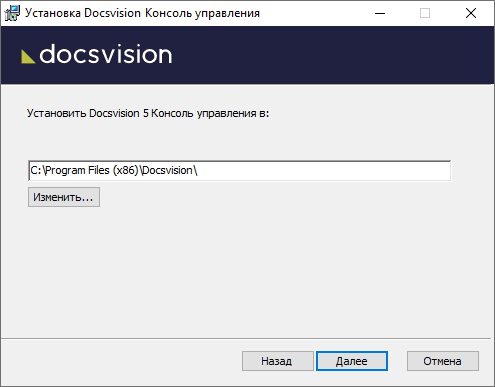 Установка Docsvision Консоль управления
docsvision
Установить Docsvision 5 Консоль управления в:
C:\Program Files (x86)\Docsvision\
Изменить...
Назад
Далее
Отмена